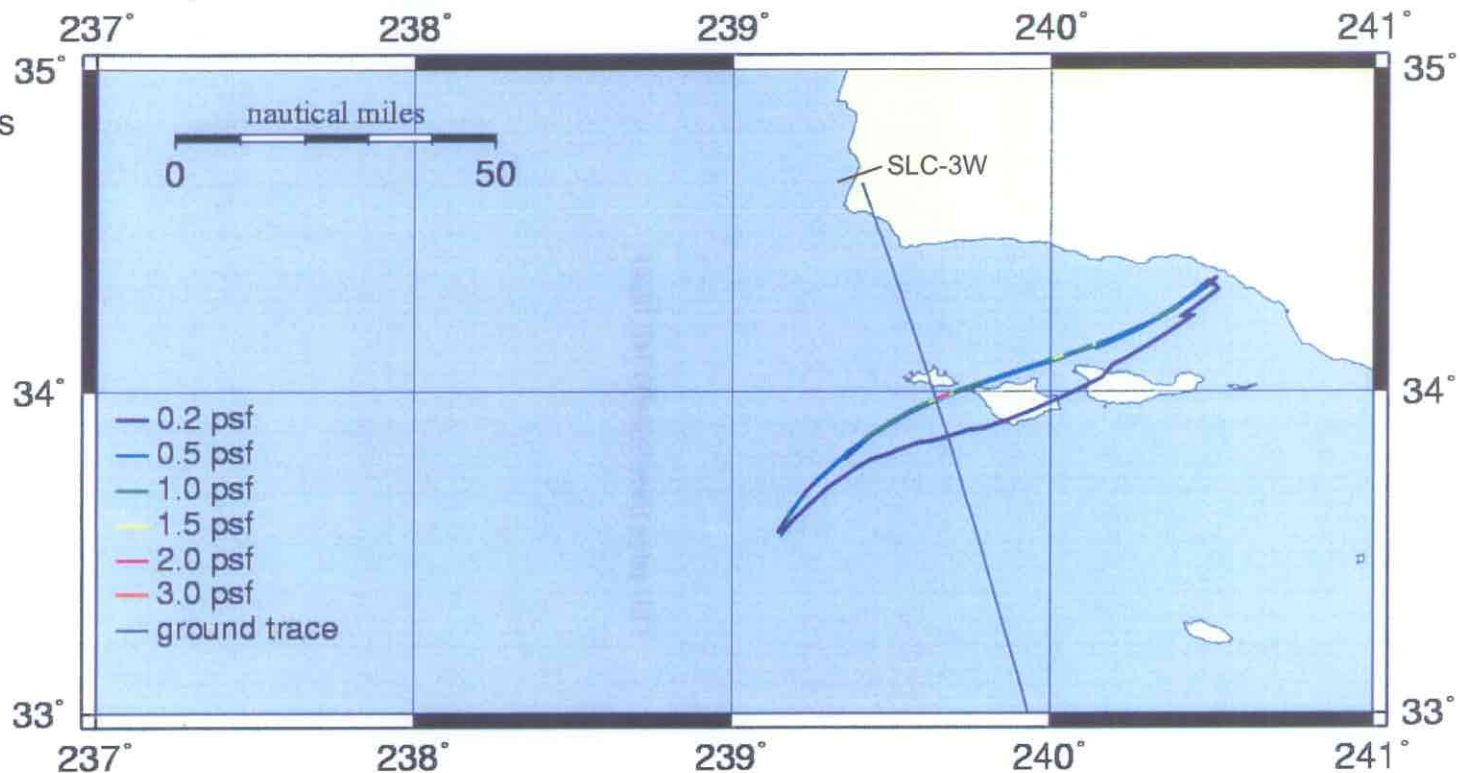 237° 238° 239° 240° 241°
35° 35°
s
nautical miles
0 50
SLC-3W
34° 34°
0.2 psf
0.5 psf
1.0 psf
1.5 psf
2.0 psf
3.0 psf
ground trace
33° 33°
237° 238° 239° 240° 241°